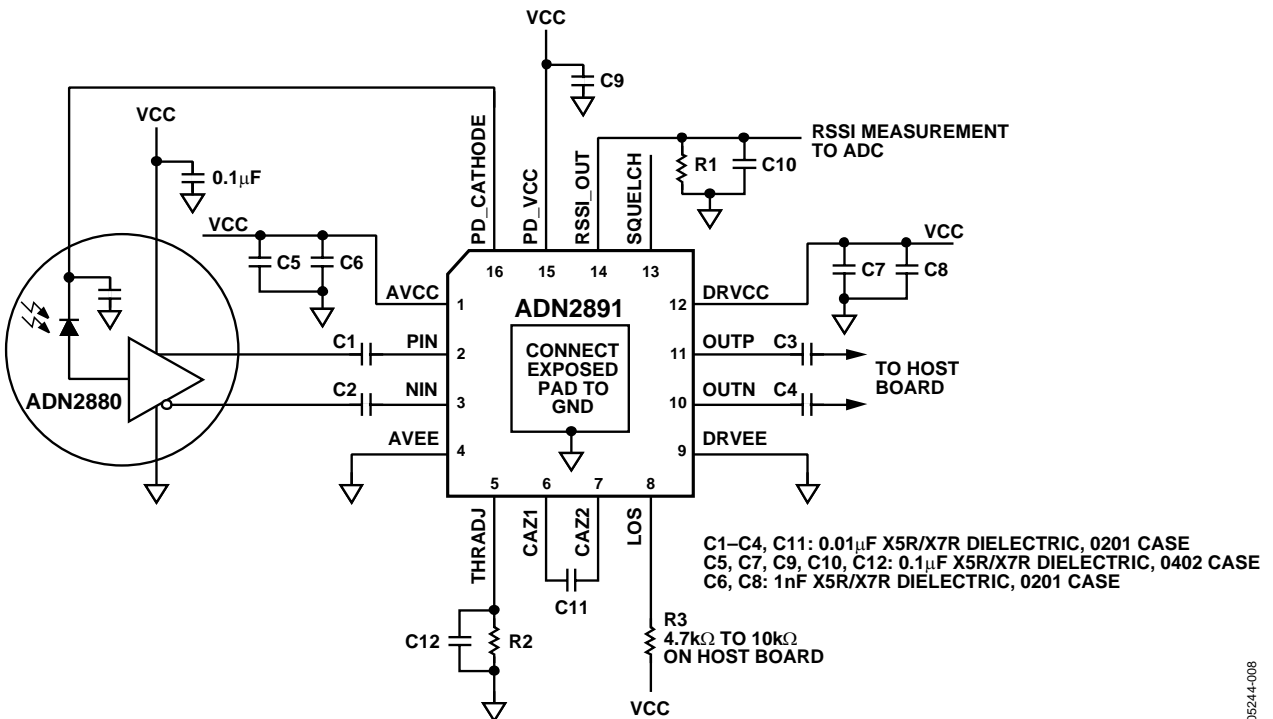 VCC
C9
VCC
0.1µF
PD_CATHODE
PD_VCC
RSSI_OUT
SQUELCH
R1
C10
RSSI MEASUREMENT
TO ADC
VCC
C5
C6
16
15
14
13
C7
C8
VCC
AVCC
1
ADN2891
12
DRVCC
C1
PIN
2
CONNECT
EXPOSED
PAD TO
GND
11
OUTP
C3
TO HOST
BOARD
ADN2880
C2
NIN
3
10
OUTN
C4
AVEE
4
9
DRVEE
5
6
7
8
THRADJ
CAZ1
CAZ2
LOS
C11
C12
R2
R3
4.7kΩ TO 10kΩ
ON HOST BOARD
VCC
C1–C4, C11: 0.01µF X5R/X7R DIELECTRIC, 0201 CASE
C5, C7, C9, C10, C12: 0.1µF X5R/X7R DIELECTRIC, 0402 CASE
C6, C8: 1nF X5R/X7R DIELECTRIC, 0201 CASE
05244-008